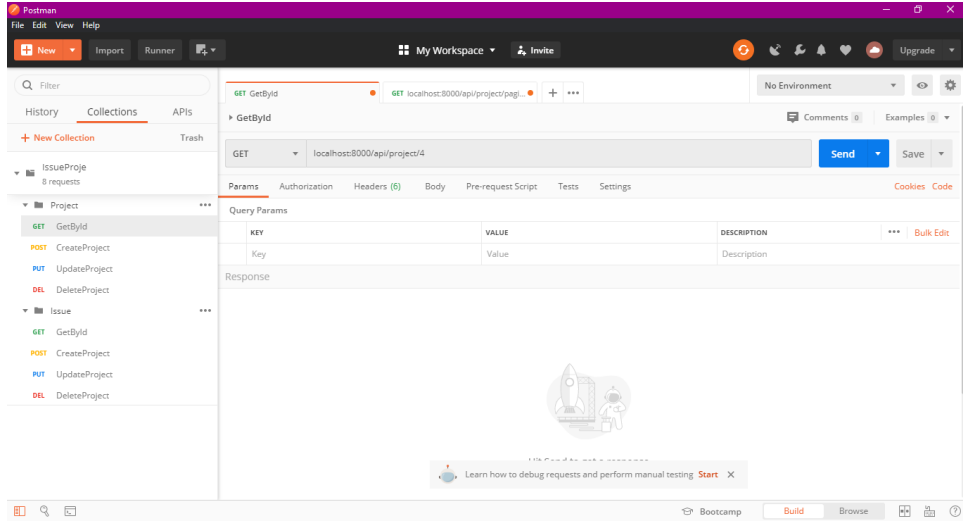 Postman
File Edit View Help
New Import Runner My Workspace Invite Upgrade
Filter
History Collections APIs
+ New Collection Trash
IssueProje
8 requests
Project
GET GetById
POST CreateProject
PUT UpdateProject
DEL DeleteProject
Issue
GET GetById
POST CreateProject
PUT UpdateProject
DEL DeleteProject
GET GetById GET localhost:8000/api/project/pagi... + •••
No Environment
GetById Comments 0 Examples 0
GET localhost:8000/api/project/4 Send Save
Params Authorization Headers (6) Body Pre-request Script Tests Settings Cookies Code
Query Params
KEY VALUE DESCRIPTION ••• Bulk Edit
Key Value Description
Response
Hit Send to get a response
Learn how to debug requests and perform manual testing Start X
Bootcamp Build Browse